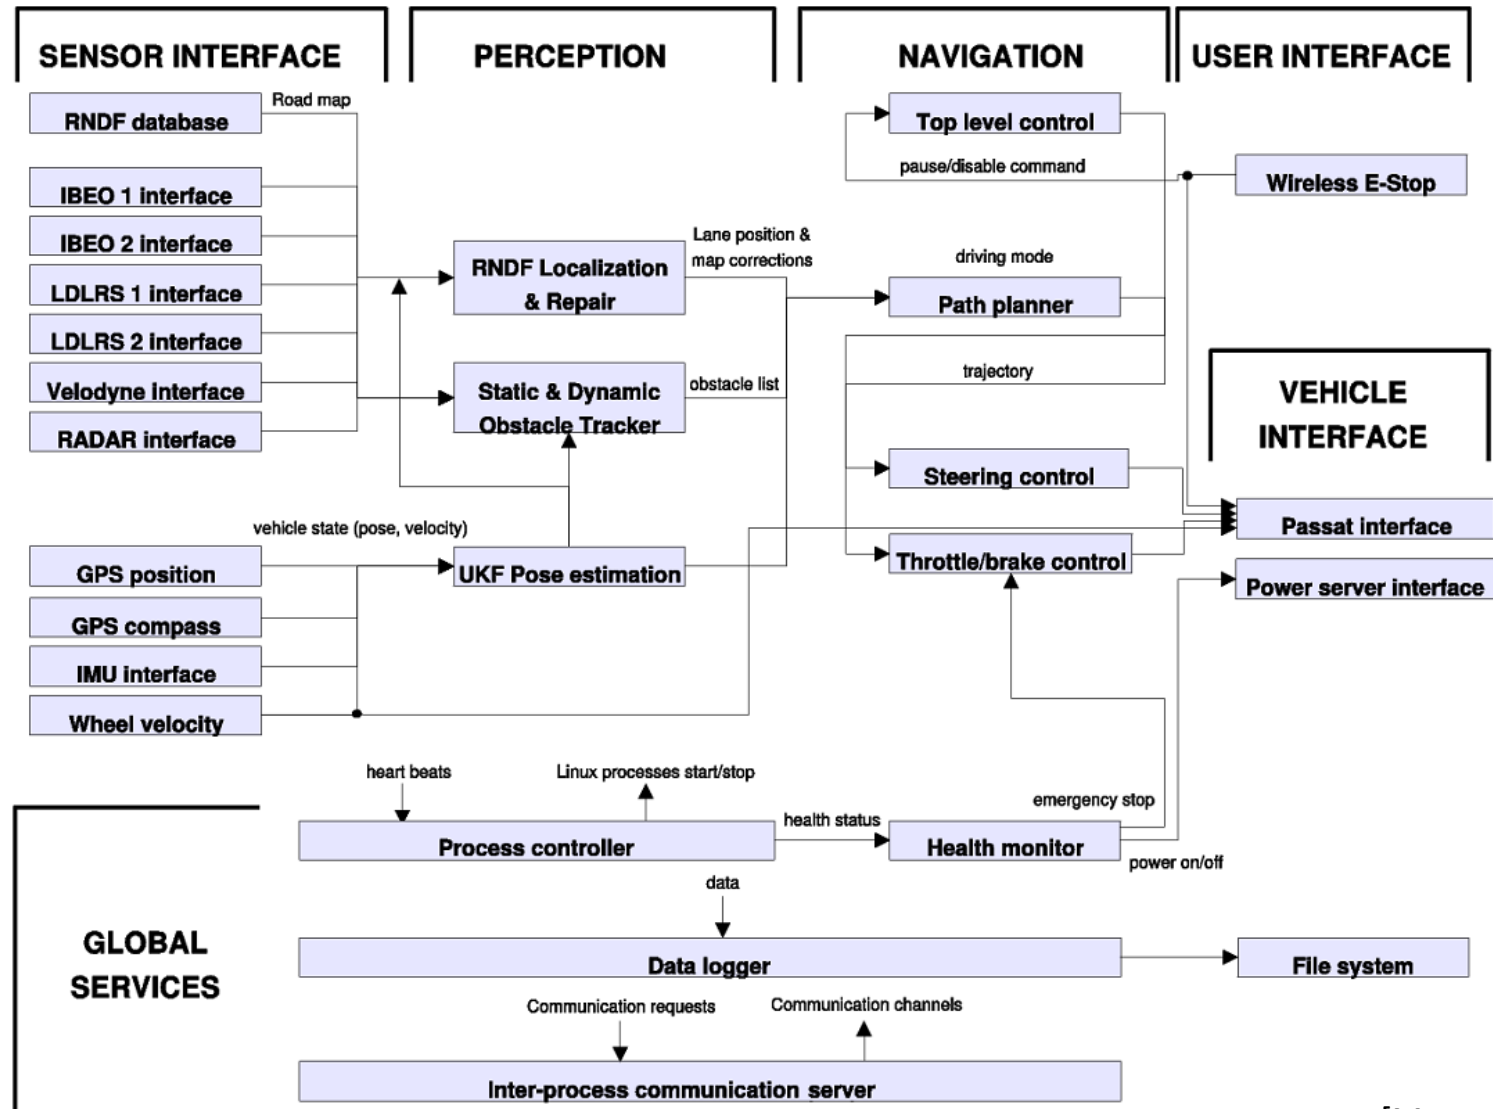 SENSOR INTERFACE
PERCEPTION
NAVIGATION
USER INTERFACE
RNDF database
Road map
Top level control
pause/disable command
Wireless E-Stop
IBEO 1 interface
IBEO 2 interface
LDLRS 1 interface
LDLRS 2 interface
Velodyne interface
RADAR interface
RNDF Localization
& Repair
Lane position &
map corrections
driving mode
Path planner
Static & Dynamic
Obstacle Tracker
obstacle list
trajectory
VEHICLE
INTERFACE
Steering control
Passat interface
vehicle state (pose, velocity)
GPS position
UKF Pose estimation
Throttle/brake control
Power server interface
GPS compass
IMU interface
Wheel velocity
heart beats
Linux processes start/stop
Process controller
health status
emergency stop
Health monitor
power on/off
GLOBAL
SERVICES
data
Data logger
File system
Communication requests
Communication channels
Inter-process communication server